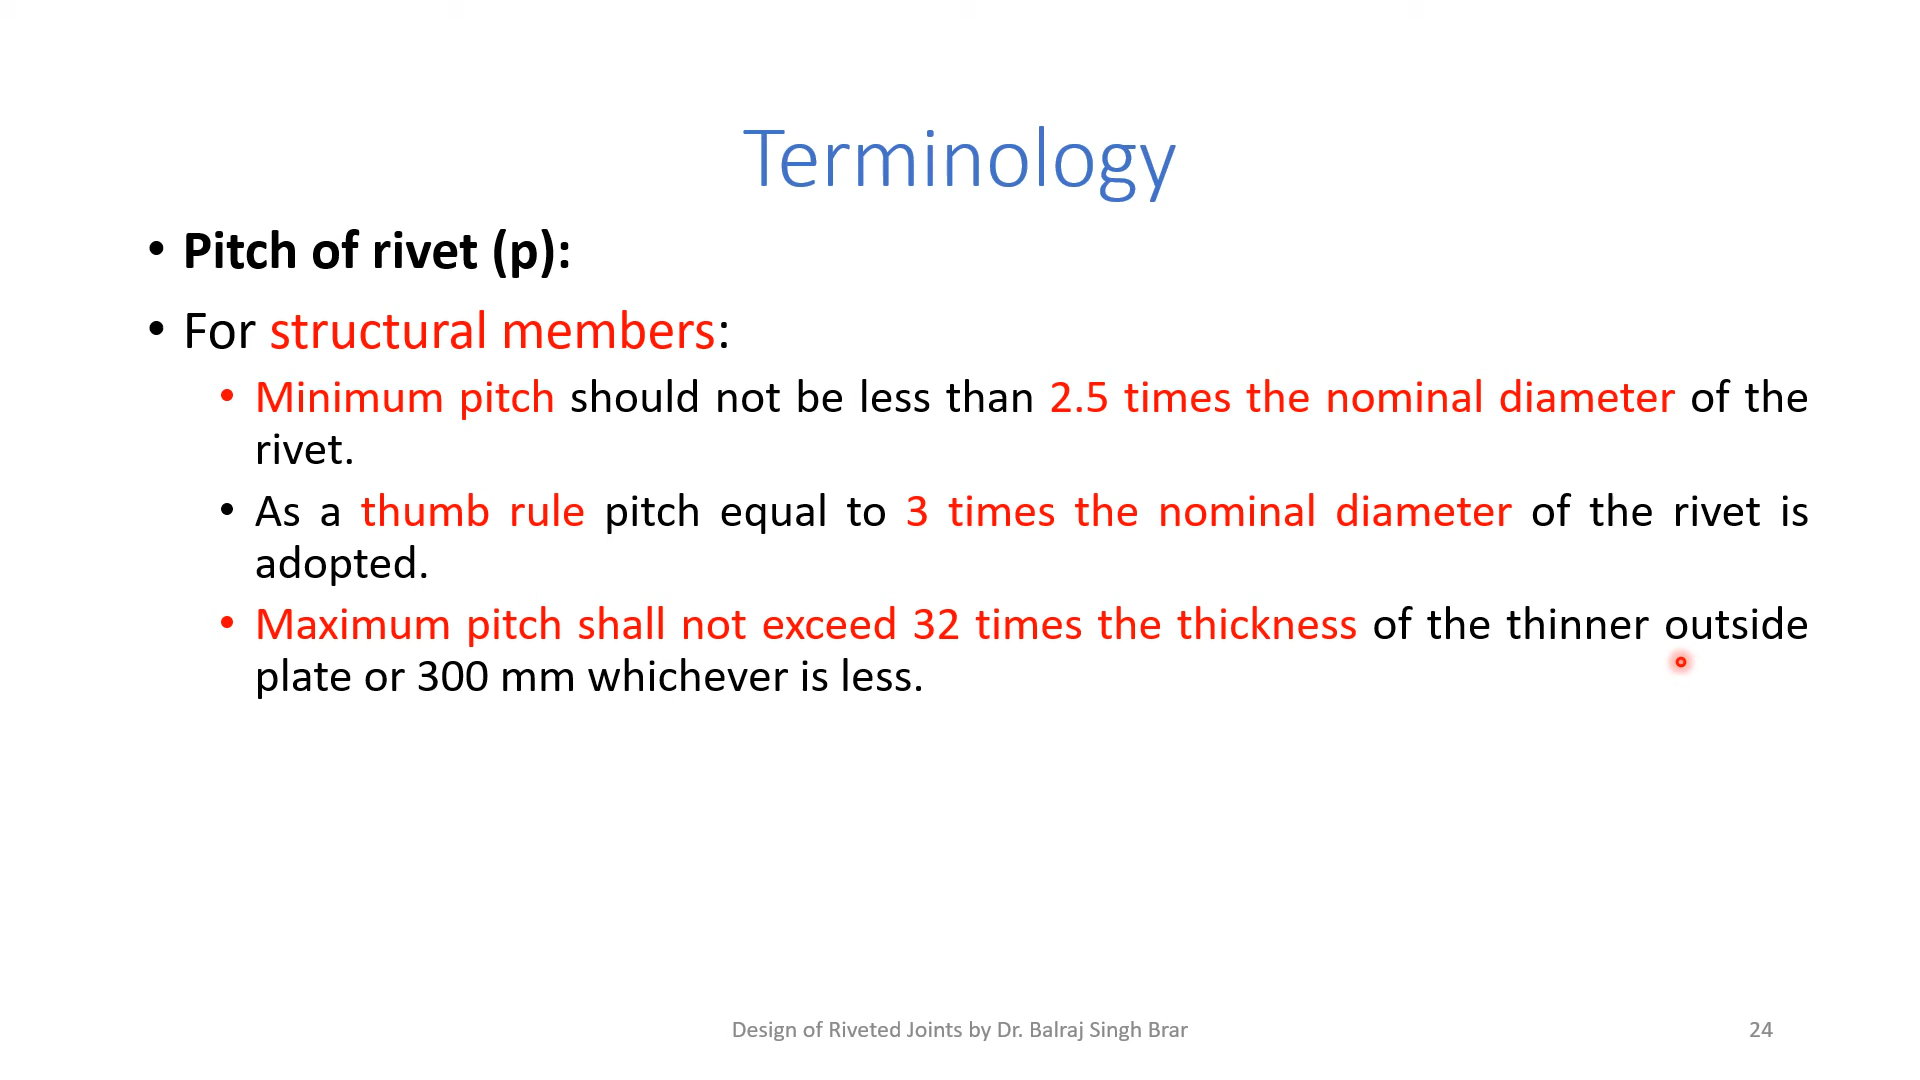 Terminology
• Pitch of rivet (p):
• For structural members:
• Minimum pitch should not be less than 2.5 times the nominal diameter of the
rivet.
• As a thumb rule pitch equal to 3 times the nominal diameter of the rivet is
adopted.
• Maximum pitch shall not exceed 32 times the thickness of the thinner outside
plate or 300 mm whichever is less.
Design of Riveted Joints by Dr. Balraj Singh Brar
24